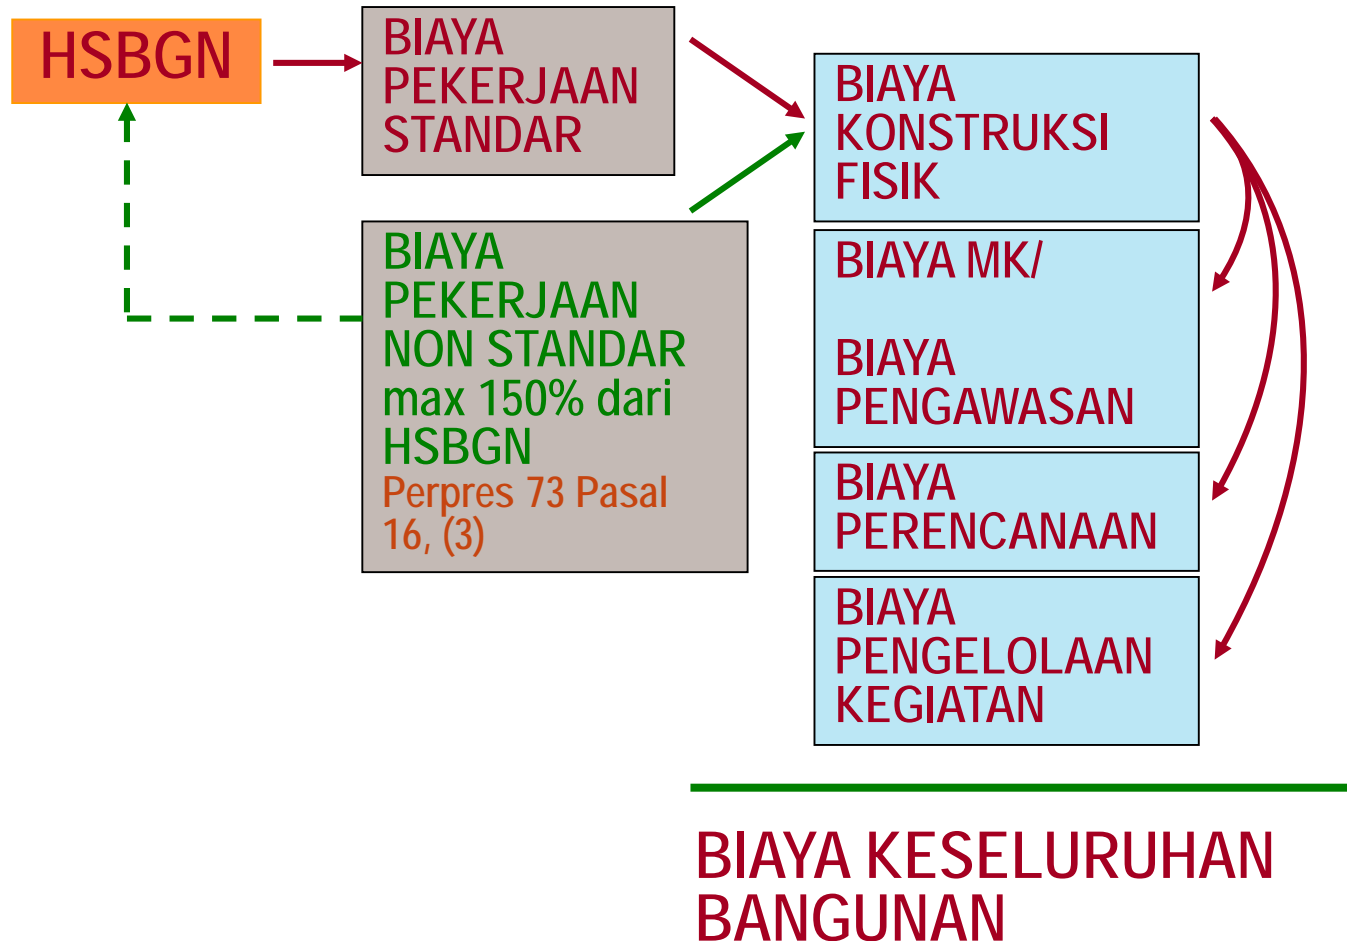 HSBGN
BIAYA
PEKERJAAN
STANDAR
BIAYA
PEKERJAAN
NON STANDAR
max 150% dari
HSBGN
Perpres 73 Pasal
16, (3)
BIAYA
KONSTRUKSI
FISIK
BIAYA MK/
BIAYA
PENGAWASAN
BIAYA
PERENCANAAN
BIAYA
PENGELOLAAN
KEGIATAN
BIAYA KESELURUHAN
BANGUNAN